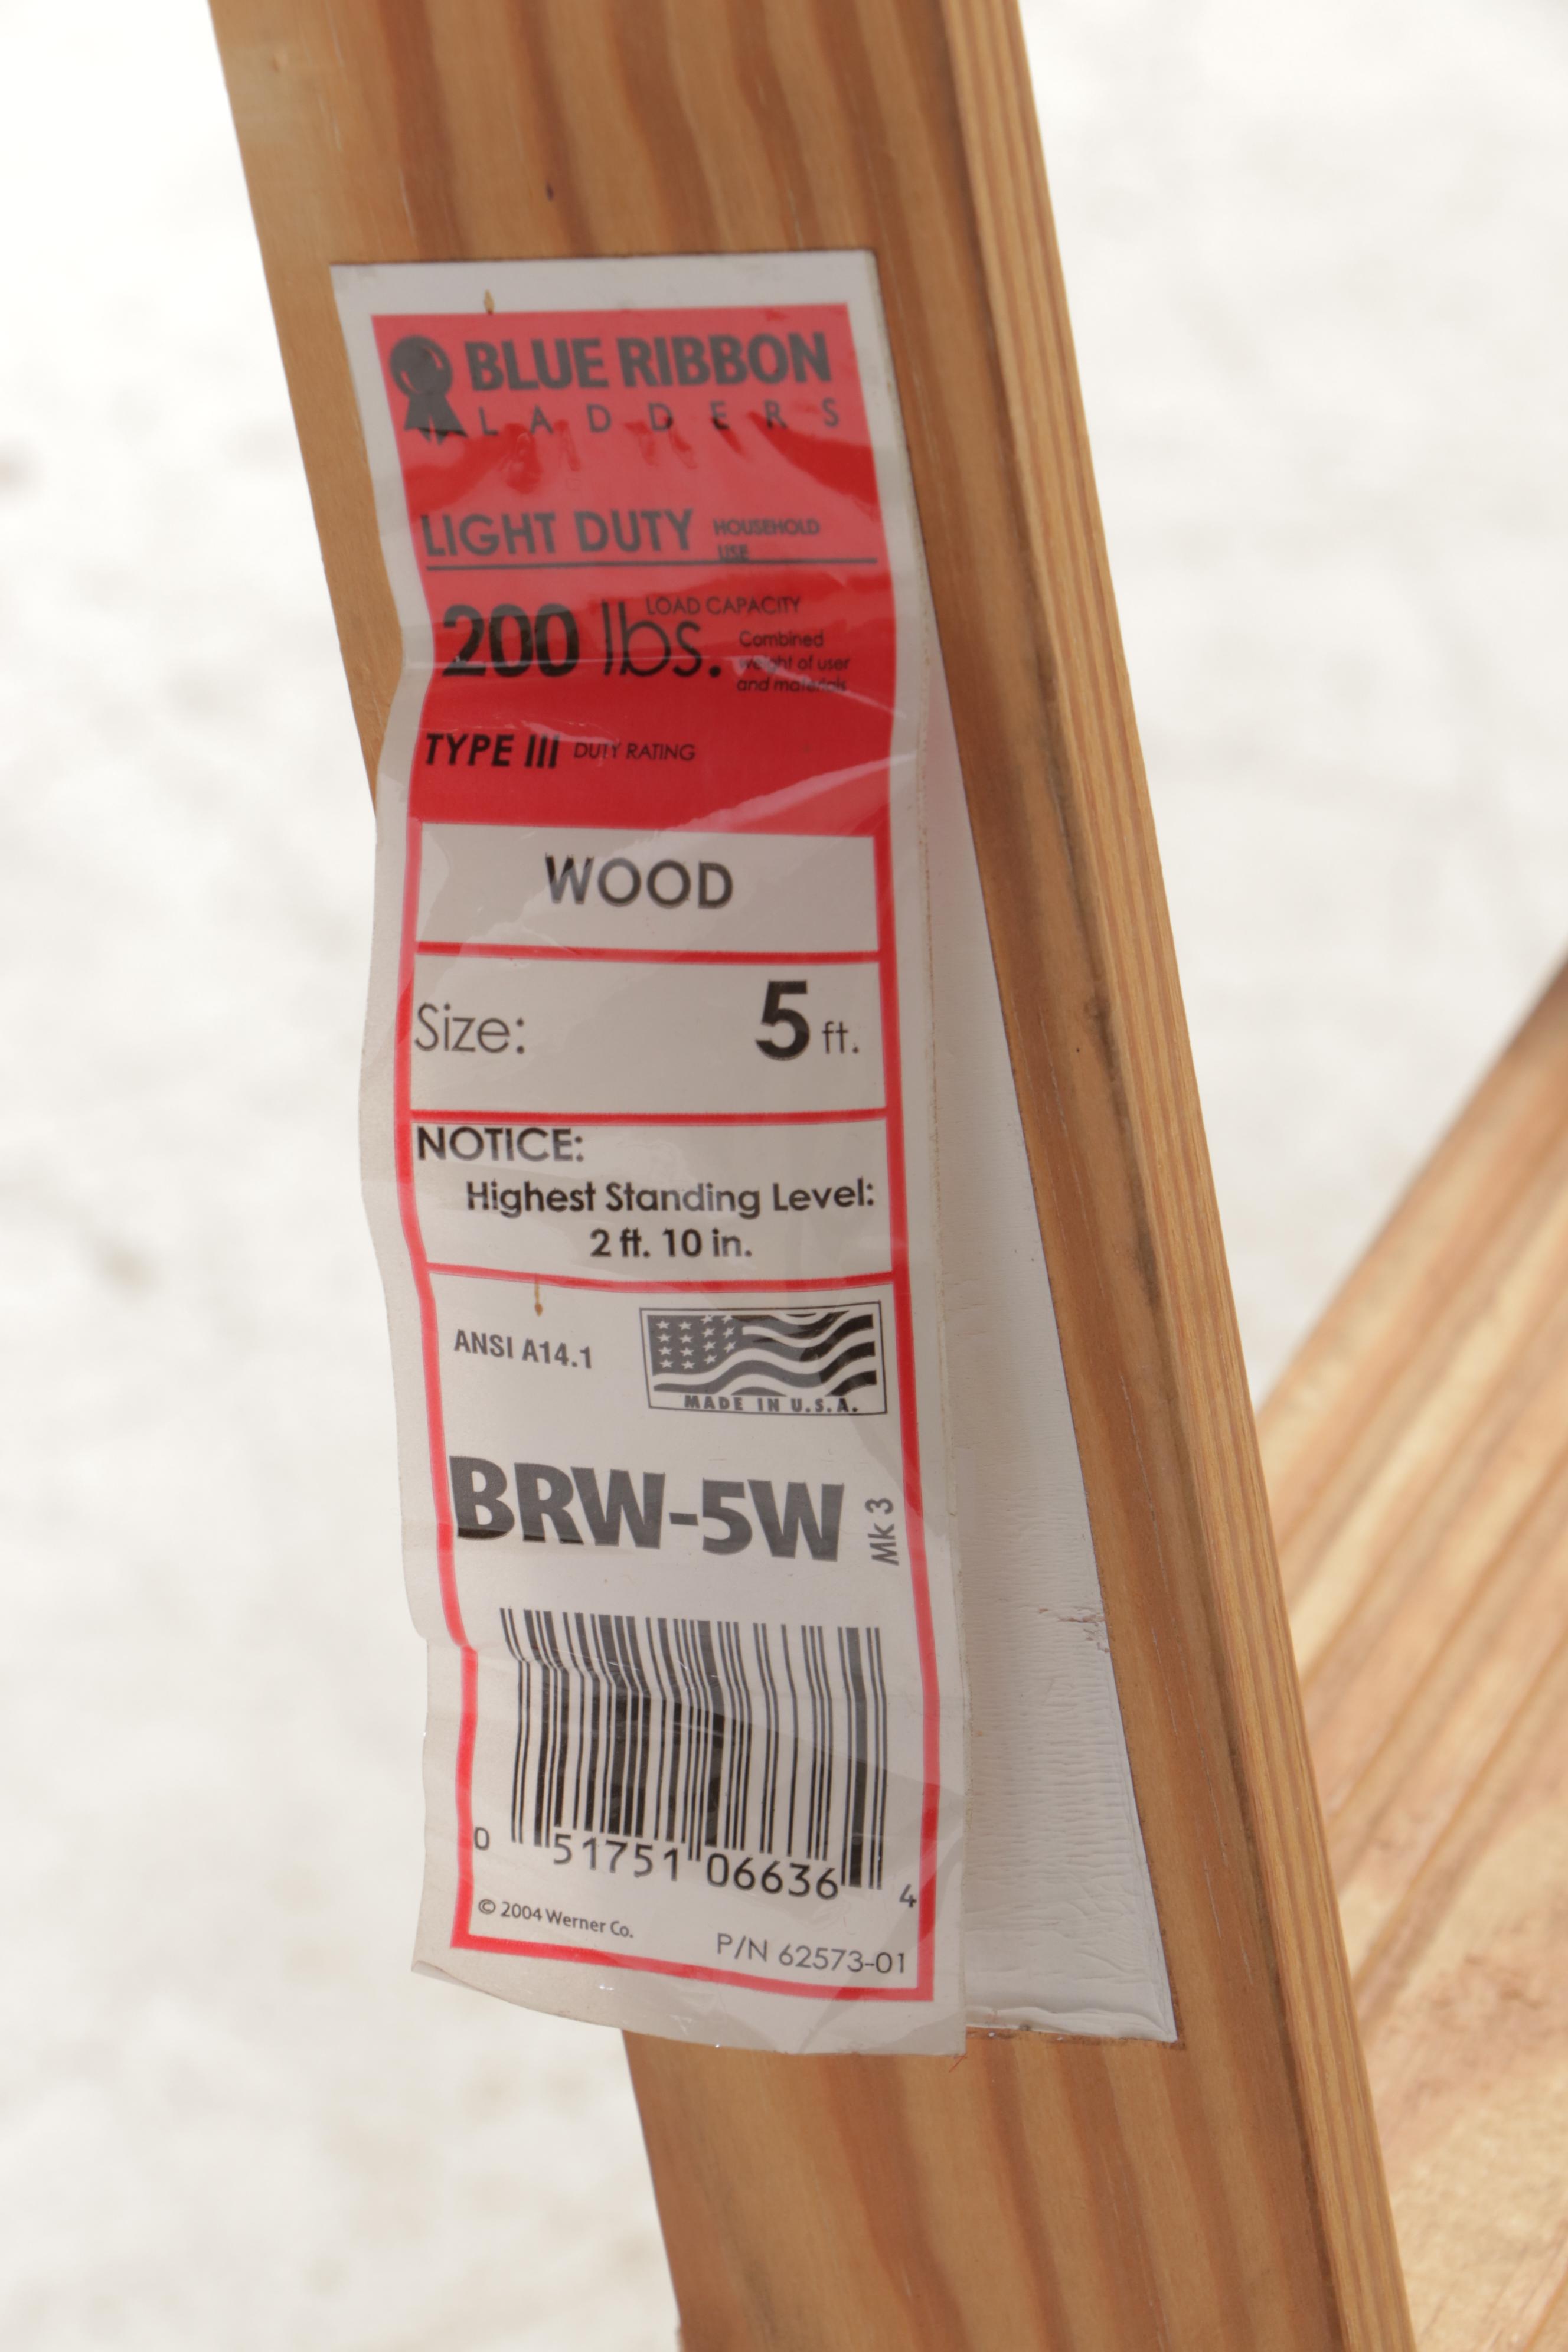 BLUE RIBBON
LADDERS
LIGHT DUTY HOUSEHOLD
USE
200 lbs. LOAD CAPACITY
Combined
weight of user
and materials
TYPE III DUTY RATING
WOOD
Size: 5 ft.
NOTICE:
Highest Standing Level:
2 ft. 10 in.
ANSI A14.1
MADE IN U.S.A.
BRW-5W Mk 3
0 51751 06636 4
© 2004 Werner Co.
P/N 62573-01